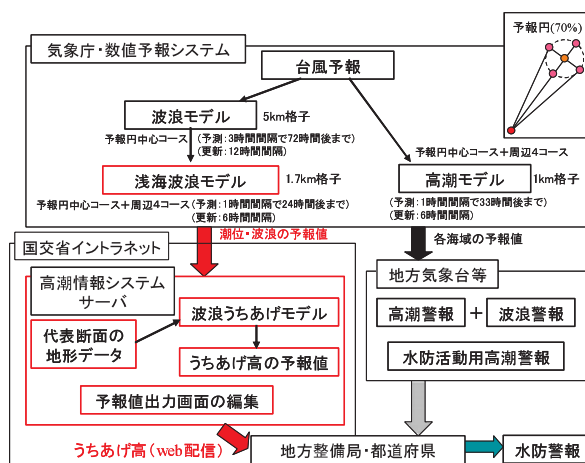 予報円(70%)
気象庁・数値予報システム
台風予報
波浪モデル
5km格子
予報円中心コース
(予測:3時間間隔で72時間後まで)
(更新:12時間間隔)
予報円中心コース+周辺4コース
浅海波浪モデル
1.7km格子
高潮モデル
1km格子
予報円中心コース+周辺4コース
(予測:1時間間隔で24時間後まで)
(更新:6時間間隔)
(予測:1時間間隔で33時間後まで)
(更新:6時間間隔)
潮位・波浪の予報値
各海域の予報値
国交省イントラネット
高潮情報システム
サーバ
波浪うちあげモデル
代表断面の
地形データ
うちあげ高の予報値
予報値出力画面の編集
地方気象台等
高潮警報
+
波浪警報
水防活動用高潮警報
うちあげ高(web配信)
地方整備局・都道府県
水防警報